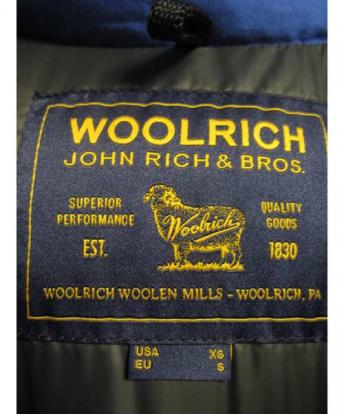 WOOLRICH
JOHN RICH & BROS.
SUPERIOR PERFORMANCE
Woolrich
QUALITY GOODS
EST.
1830
WOOLRICH WOOLEN MILLS - WOOLRICH, PA
USA XS
EU S